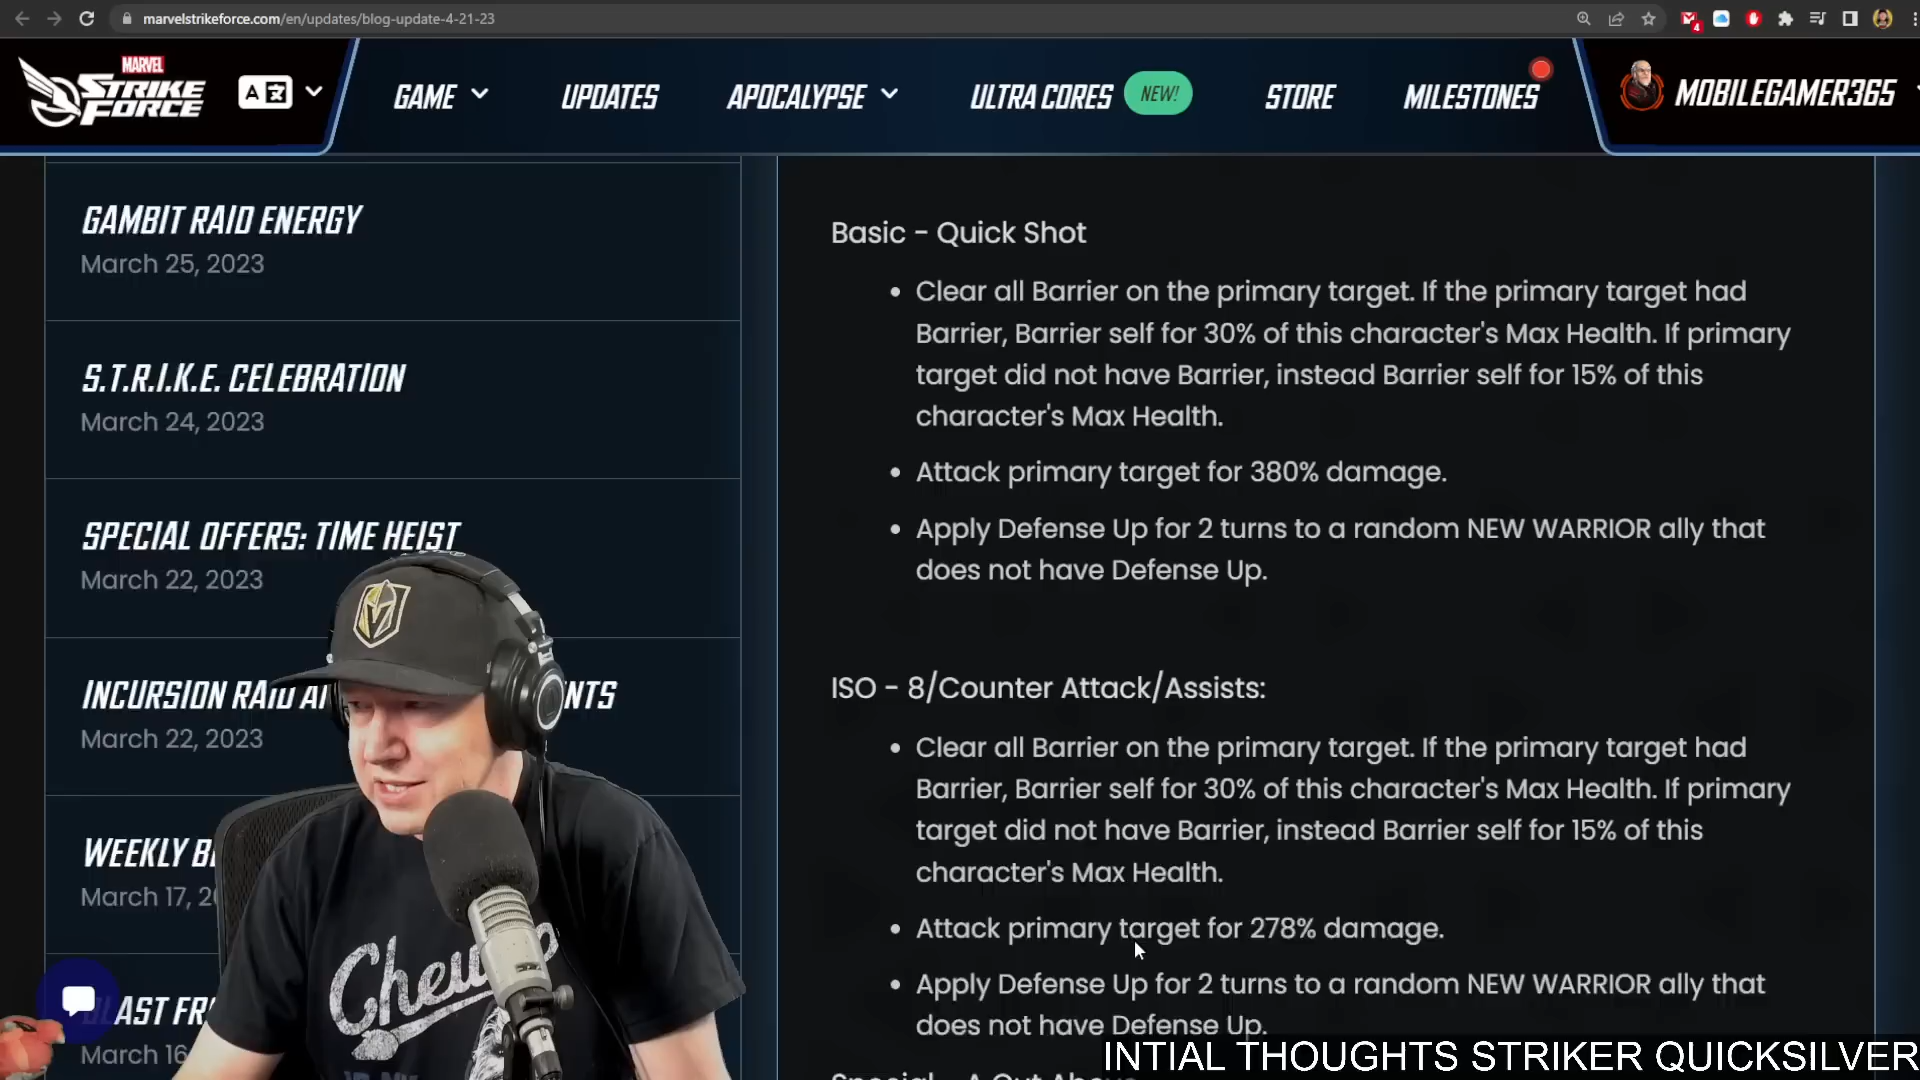 marvelstrikeforce.com/en/updates/blog-update-4-21-23
4
MARVEL
STRIKE
FORCE
A
GAME
UPDATES
APOCALYPSE
ULTRA CORES
NEW!
STORE
MILESTONES
MOBILEGAMER365
GAMBIT RAID ENERGY
March 25, 2023
S.T.R.I.K.E. CELEBRATION
March 24, 2023
SPECIAL OFFERS: TIME HEIST
March 22, 2023
INCURSION RAID
March 22, 2023
WEEKLY
March 17,
March 16
Basic - Quick Shot
Clear all Barrier on the primary target. If the primary target had
Barrier, Barrier self for 30% of this character's Max Health. If primary
target did not have Barrier, instead Barrier self for 15% of this
character's Max Health.
Attack primary target for 380% damage.
Apply Defense Up for 2 turns to a random NEW WARRIOR ally that
does not have Defense Up.
ISO - 8/Counter Attack/Assists:
Clear all Barrier on the primary target. If the primary target had
Barrier, Barrier self for 30% of this character's Max Health. If primary
target did not have Barrier, instead Barrier self for 15% of this
character's Max Health.
Attack primary target for 278% damage.
Apply Defense Up for 2 turns to a random NEW WARRIOR ally that
does not have Defense Up.
INTIAL THOUGHTS STRIKER QUICKSILVER